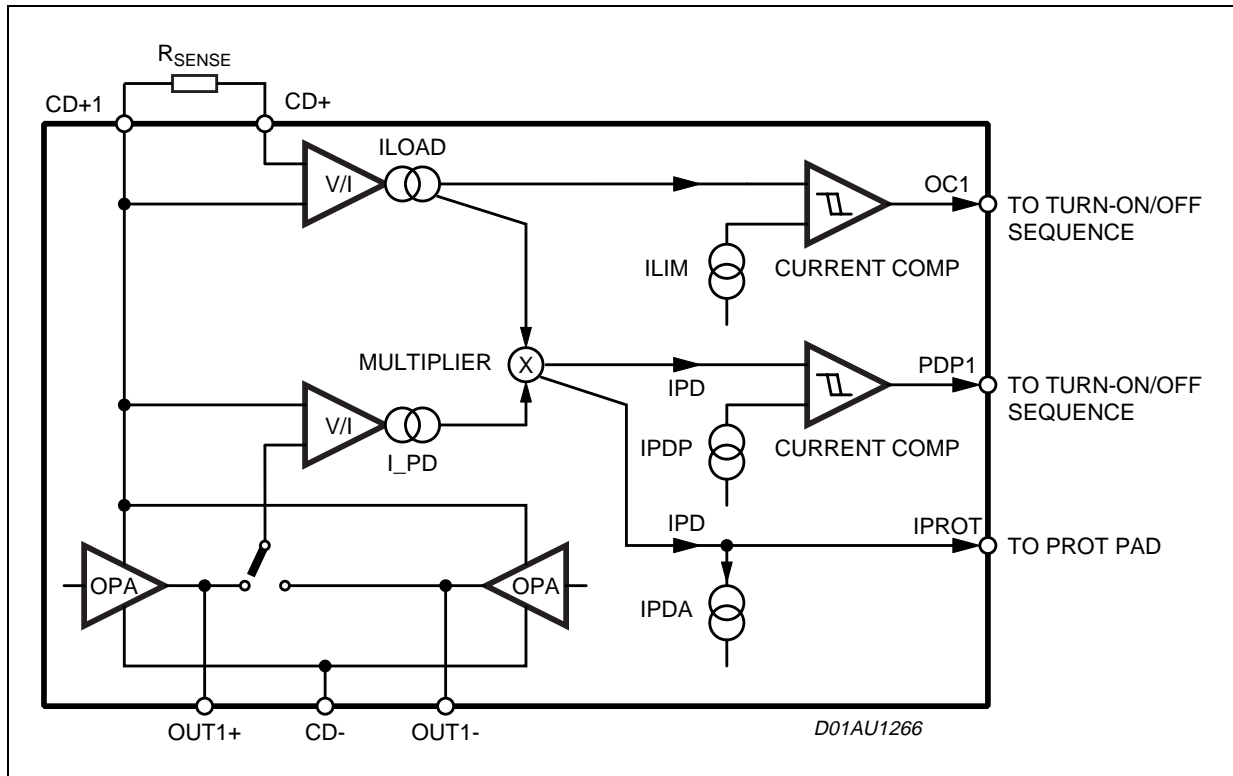 RSENSE
CD+1
CD+
ILOAD
V/I
OC1
TO TURN-ON/OFF
SEQUENCE
ILIM
CURRENT COMP
MULTIPLIER
X
IPD
PDP1
TO TURN-ON/OFF
SEQUENCE
V/I
I_PD
IPDP
CURRENT COMP
IPD
IPROT
TO PROT PAD
OPA
OPA
IPDA
OUT1+
CD-
OUT1-
D01AU1266